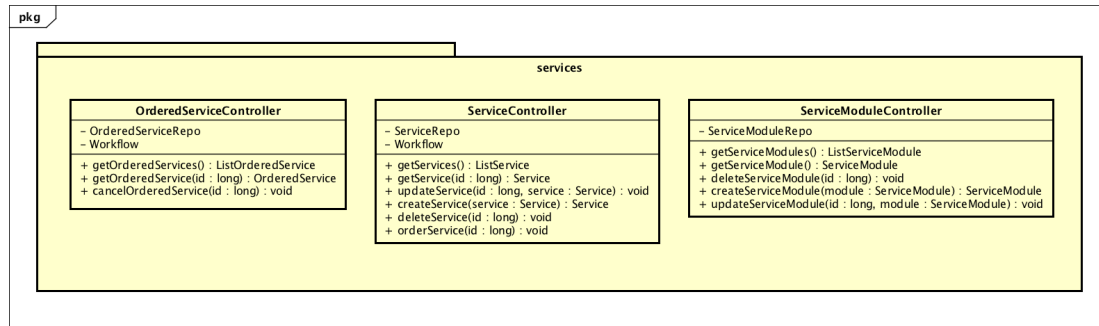 pkg
services
OrderedServiceController
– OrderedServiceRepo
– Workflow
+ getOrderedServices() : ListOrderedService
+ getOrderedService(id : long) : OrderedService
+ cancelOrderedService(id : long) : void
ServiceController
– ServiceRepo
– Workflow
+ getServices() : ListService
+ getService(id : long) : Service
+ updateService(id : long, service : Service) : void
+ createService(service : Service) : Service
+ deleteService(id : long) : void
+ orderService(id : long) : void
ServiceModuleController
– ServiceModuleRepo
+ getServiceModules() : ListServiceModule
+ getServiceModule() : ServiceModule
+ deleteServiceModule(id : long) : void
+ createServiceModule(module : ServiceModule) : ServiceModule
+ updateServiceModule(id : long, module : ServiceModule) : void